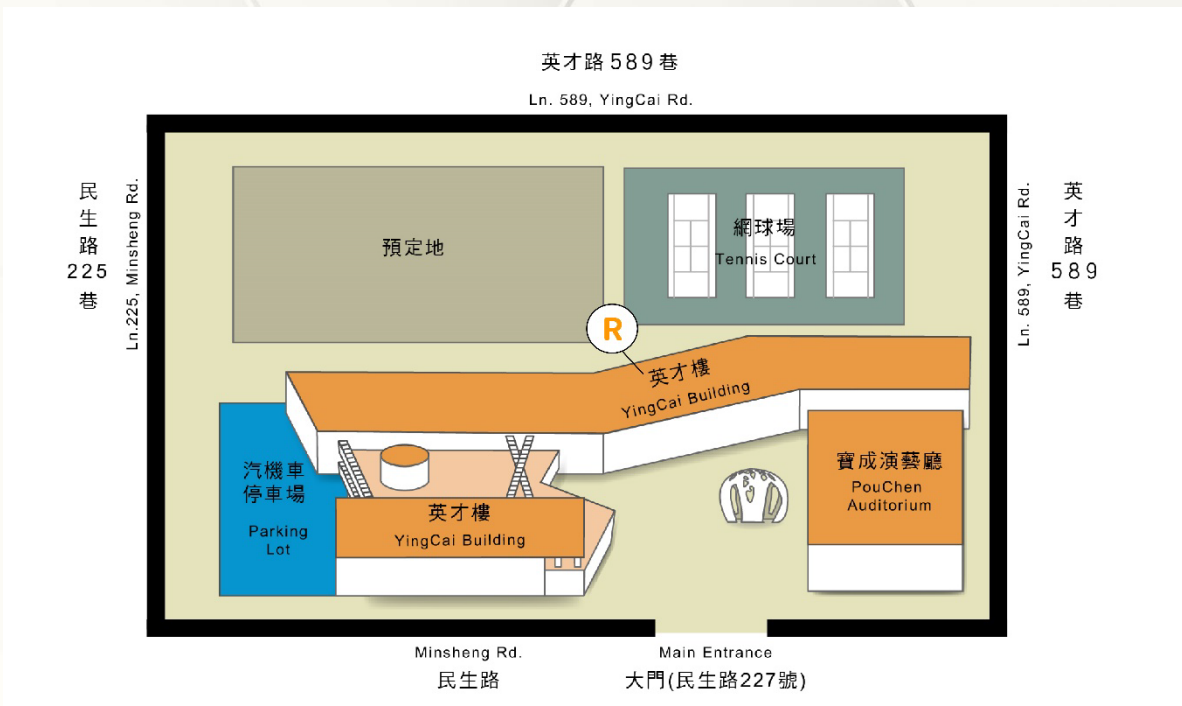 英才路589巷
Ln. 589, YingCai Rd.
民
生
路
225
巷
Ln.225, Minsheng Rd.
預定地
網球場
Tennis Court
英
才
路
589
巷
Ln. 589, YingCai Rd.
R
英才樓
YingCai Building
汽機車
停車場
Parking
Lot
英才樓
YingCai Building
寶成演藝廳
PouChen
Auditorium
Minsheng Rd.
民生路
Main Entrance
大門(民生路227號)